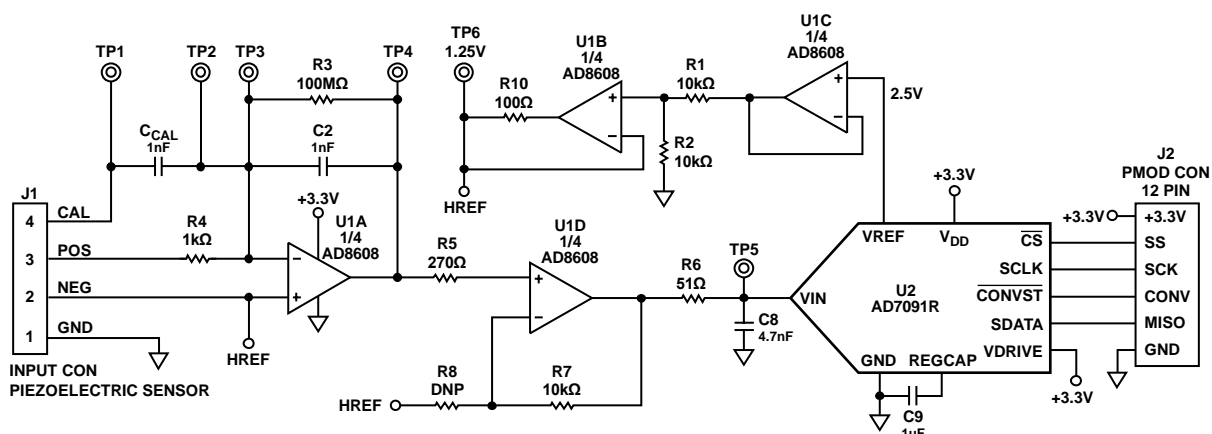 TP1
TP2
TP3
TP4
R3
100MΩ
CCAL
1nF
C2
1nF
TP6
1.25V
R10
100Ω
U1B
1/4
AD8608
R1
10kΩ
R2
10kΩ
U1C
1/4
AD8608
2.5V
HREF
J1
4
CAL
3
POS
2
NEG
1
GND
INPUT CON
PIEZOELECTRIC SENSOR
R4
1kΩ
+3.3V
U1A
1/4
AD8608
HREF
R5
270Ω
U1D
1/4
AD8608
HREF
R8
DNP
R7
10kΩ
R6
51Ω
TP5
C8
4.7nF
+3.3V
VREF
VDD
VIN
U2
AD7091R
CS
SCLK
CONVST
SDATA
VDRIVE
GND
REGCAP
C9
1µF
+3.3V
J2
PMOD CON
12 PIN
+3.3V
+3.3V
SS
SCK
CONV
MISO
GND